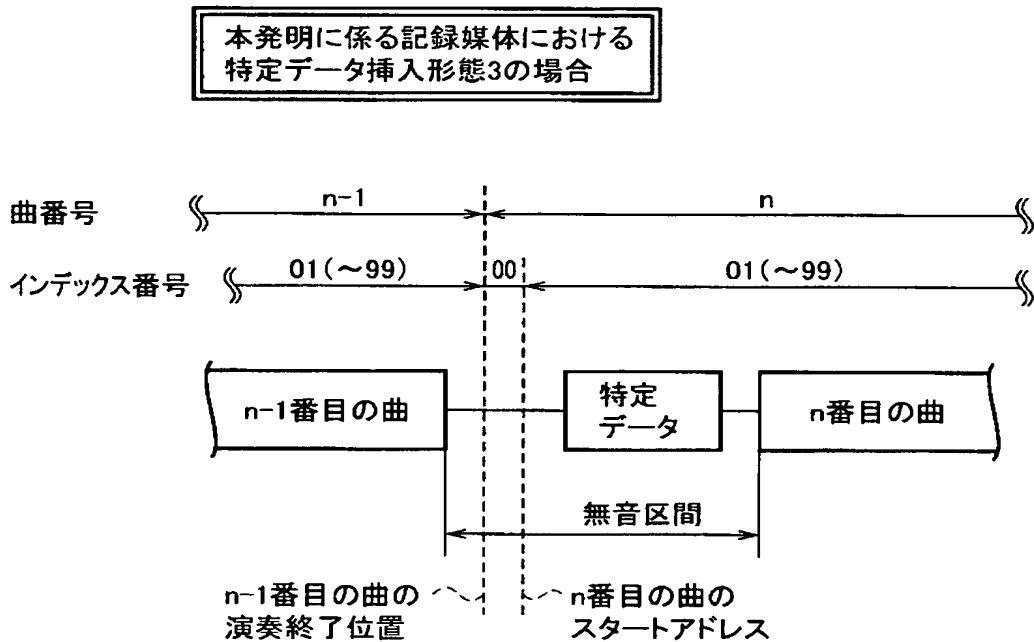 本発明に係る記録媒体における
特定データ挿入形態3の場合
曲番号
n-1
n
インデックス番号
01(～99)
00
01(～99)
n-1番目の曲
特定
データ
n番目の曲
無音区間
n-1番目の曲の
演奏終了位置
n番目の曲の
スタートアドレス